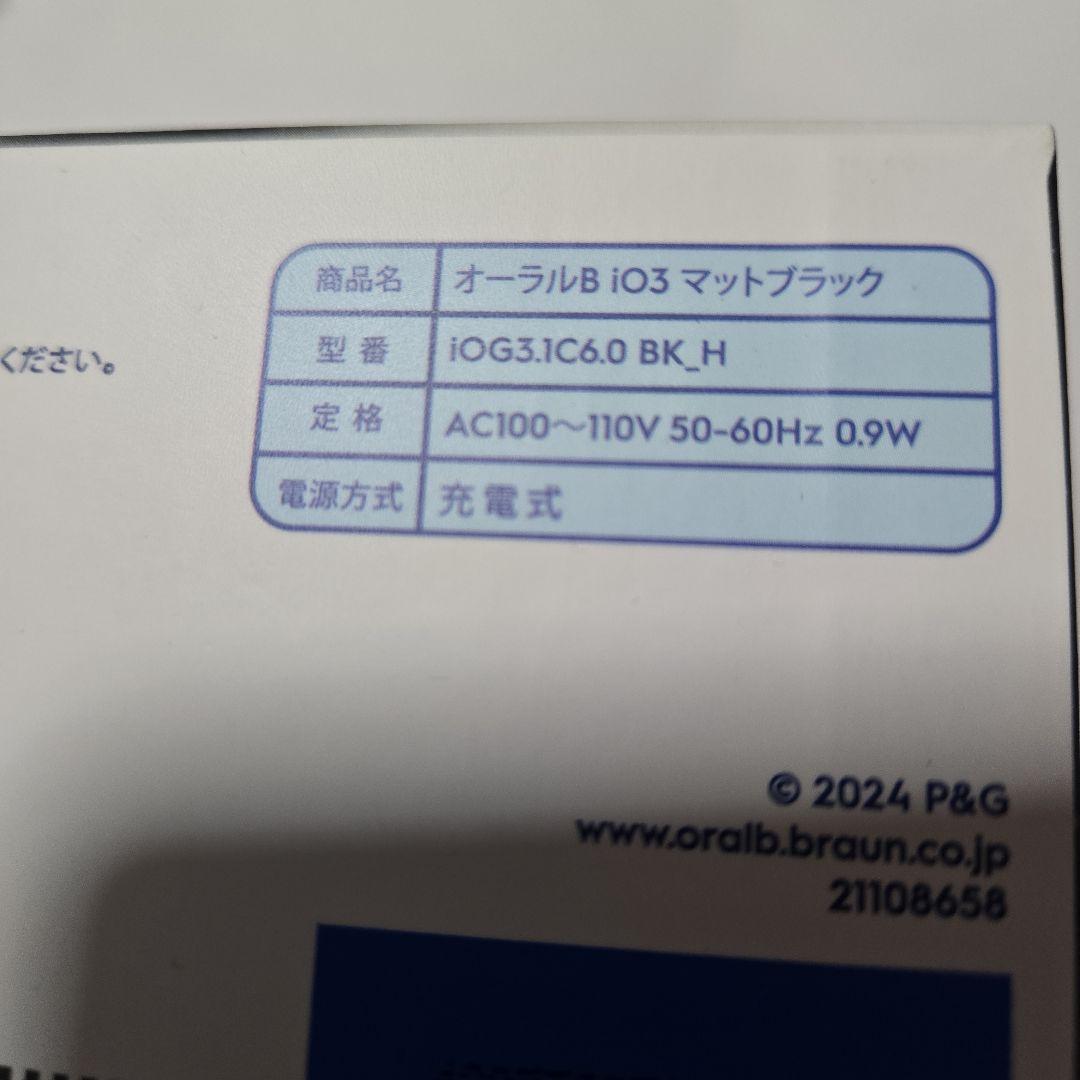 商品名 オーラルB iO3 マットブラック
型番 iOG3.1C6.0 BK_H
ください。
定格 AC100〜110V 50-60Hz 0.9W
電源方式 充電式
© 2024 P&G
www.oralb.braun.co.jp
21108658